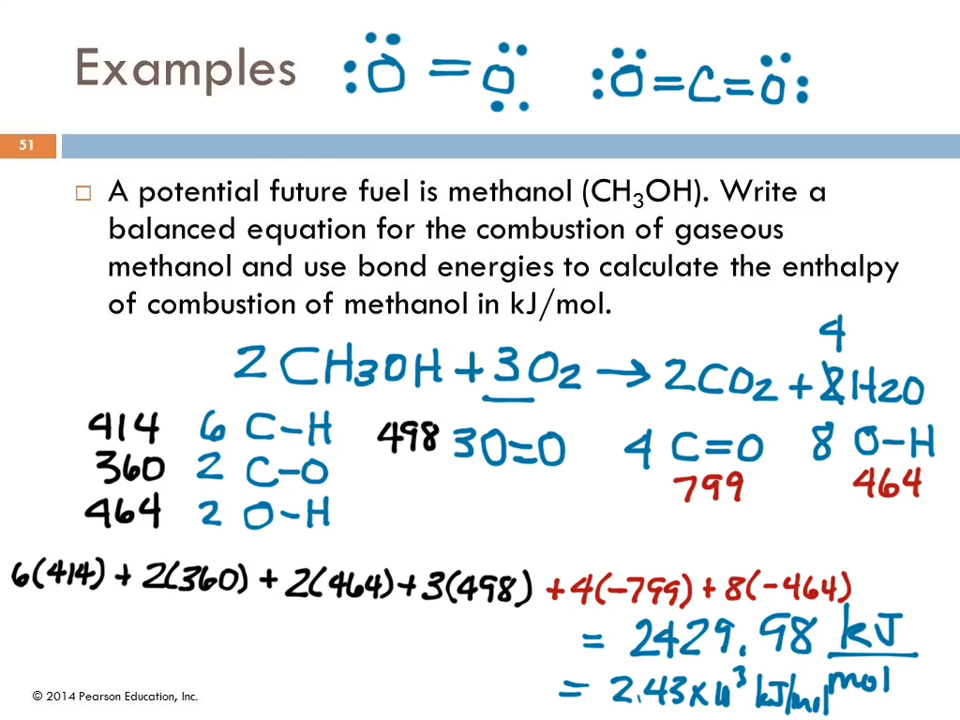 Examples :O=O :O=C=O:
51
A potential future fuel is methanol (CH₃OH). Write a
balanced equation for the combustion of gaseous
methanol and use bond energies to calculate the enthalpy
of combustion of methanol in kJ/mol.
4
2CH3OH + 3O2 → 2CO2 + 2H2O
414 6 C-H 498 3O=O 4 C=O 8 O-H
360 2 C-O 799 464
464 2 O-H
6(414) + 2(360) + 2(464) + 3(498) + 4(-799) + 8(-464)
= 2429.98 kJ/mol
= 2.43x10³ kJ/mol
© 2014 Pearson Education, Inc.